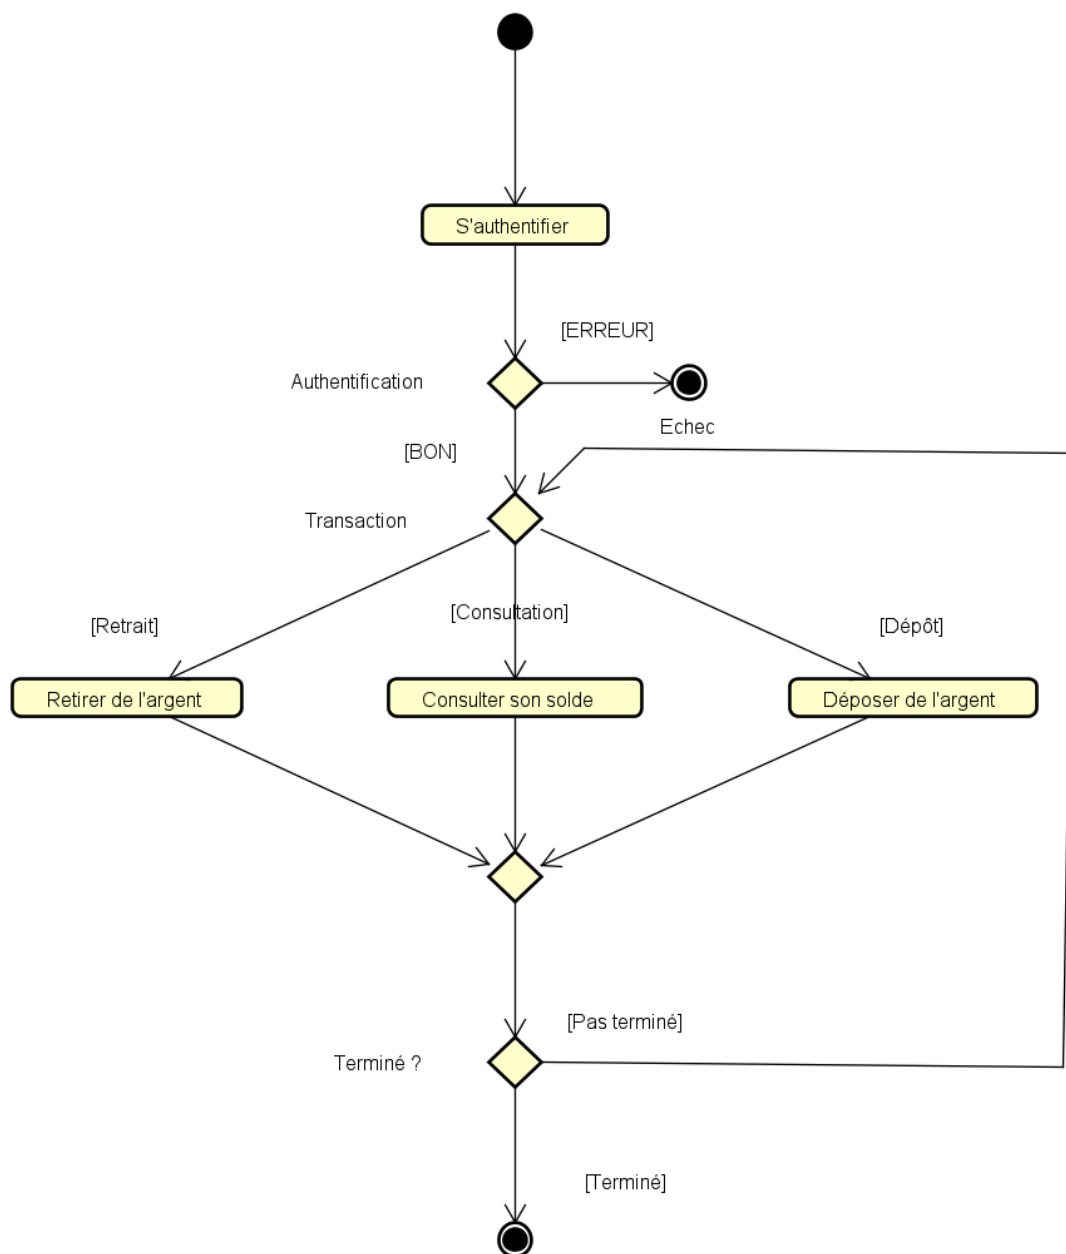 S'authentifier
[ERREUR]
Authentification
Echec
[BON]
Transaction
[Retrait]
[Consultation]
[Dépôt]
Retirer de l'argent
Consulter son solde
Déposer de l'argent
[Pas terminé]
Terminé ?
[Terminé]